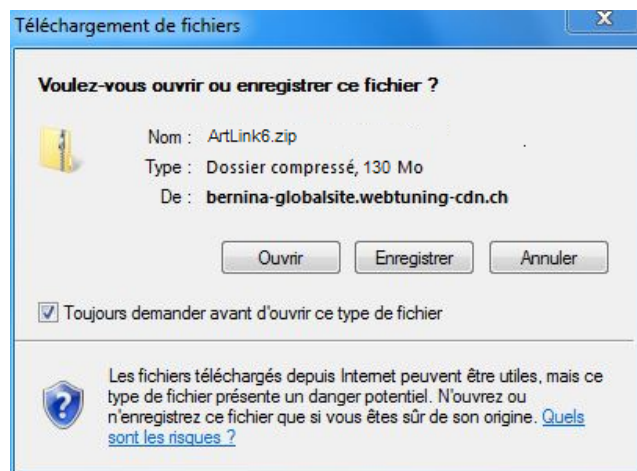 Téléchargement de fichiers
X
Voulez-vous ouvrir ou enregistrer ce fichier ?
Nom : ArtLink6.zip
Type : Dossier compressé, 130 Mo
De : bernina-globalsite.webtuning-cdn.ch
Ouvrir Enregistrer Annuler
Toujours demander avant d'ouvrir ce type de fichier
Les fichiers téléchargés depuis Internet peuvent être utiles, mais ce
type de fichier présente un danger potentiel. N'ouvrez ou
n'enregistrez ce fichier que si vous êtes sûr de son origine. Quels
sont les risques ?